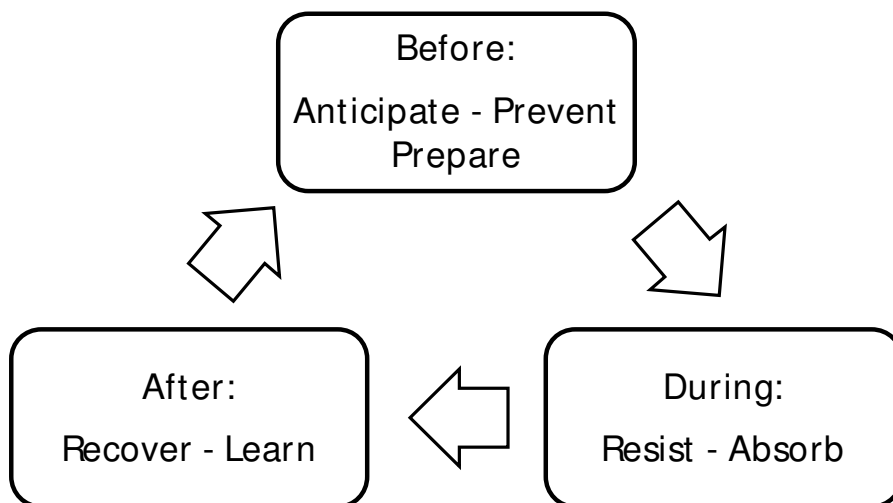 Before:
Anticipate - Prevent
Prepare
After:
Recover - Learn
During:
Resist - Absorb